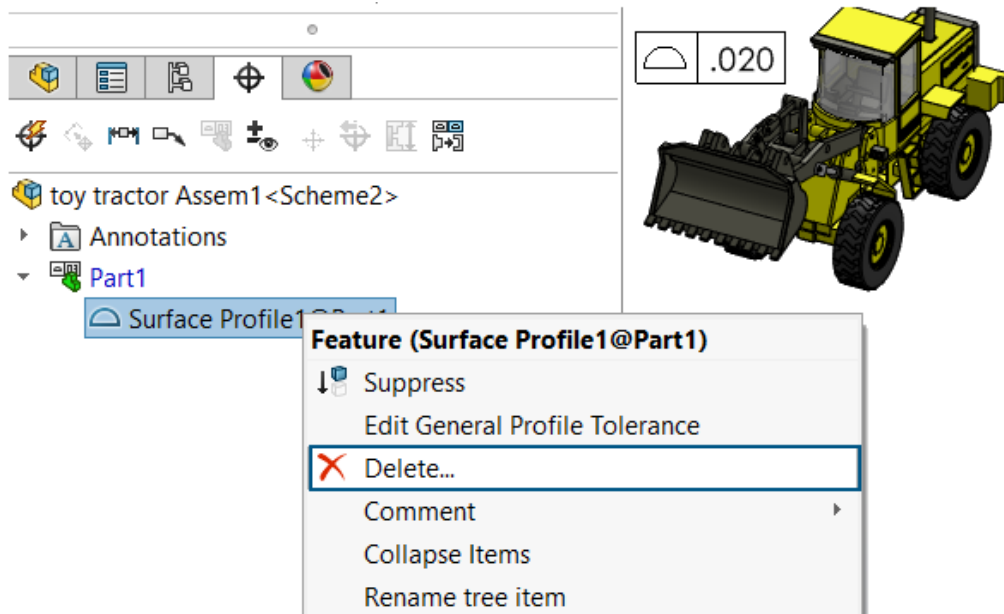 .020
toy tractor Assem1<Scheme2>
A Annotations
Part1
Surface Profile1@Part1
Feature (Surface Profile1@Part1)
Suppress
Edit General Profile Tolerance
Delete...
Comment
Collapse Items
Rename tree item